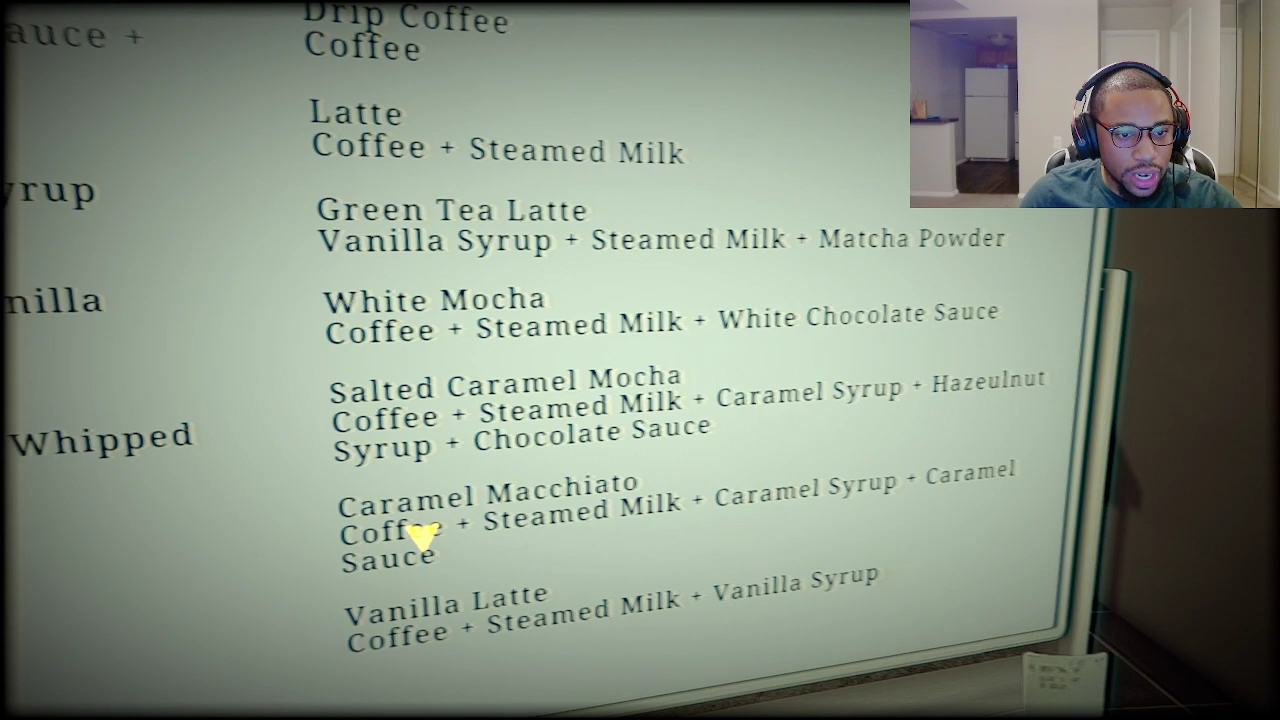 auce +
yrup
nilla
Whipped
Drip Coffee
Coffee
Latte
Coffee + Steamed Milk
Green Tea Latte
Vanilla Syrup + Steamed Milk + Matcha Powder
White Mocha
Coffee + Steamed Milk + White Chocolate Sauce
Salted Caramel Mocha
Coffee + Steamed Milk + Caramel Syrup + Hazeulnut
Syrup + Chocolate Sauce
Caramel Macchiato
Coffee + Steamed Milk + Caramel Syrup + Caramel
Sauce
Vanilla Latte
Coffee + Steamed Milk + Vanilla Syrup